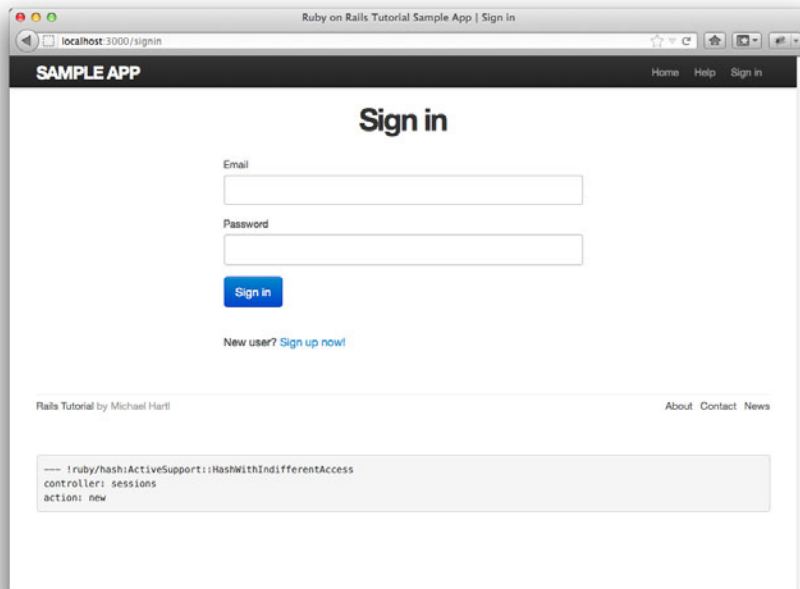 Ruby on Rails Tutorial Sample App | Sign in
localhost:3000/signin
SAMPLE APP
Home Help Sign in
Sign in
Email
Password
Sign in
New user? Sign up now!
Rails Tutorial by Michael Hartl
About Contact News
--- !ruby/hash:ActiveSupport::HashWithIndifferentAccess
controller: sessions
action: new